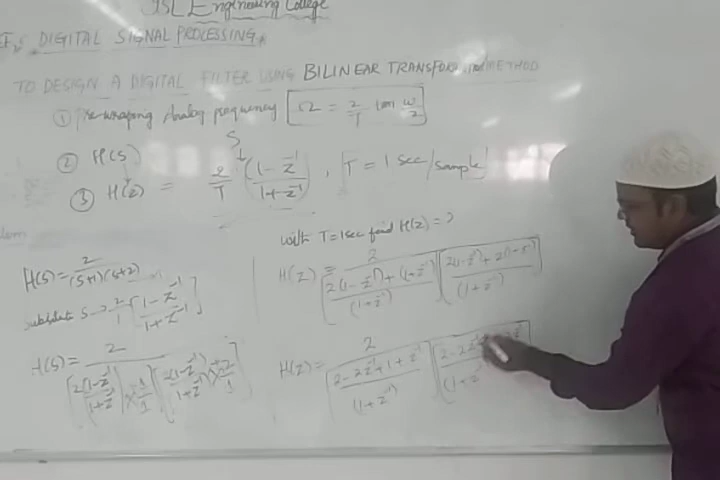 ISL Engineering College
DIGITAL SIGNAL PROCESSING
TO DESIGN A DIGITAL FILTER USING BILINEAR TRANSFORMATION METHOD
① Pre-wraping Analog frequency Ω = 2/T tan ω/2
S
② H(s)
↓
③ H(z) = 2/T (1-z⁻¹/1+z⁻¹), T = 1 sec/sample
with T=1sec find H(z) = ?
H(s) = 2/(s+1)(s+2)
substitute S → 2/1 [1-z⁻¹/1+z⁻¹]
H(s) = 2/[2(1-z⁻¹)/1+z⁻¹ + 1/1][2(1-z⁻¹)/1+z⁻¹ + 2/1]
H(z) = 2/[2(1-z⁻¹)+(1+z⁻¹)/(1+z⁻¹)][2(1-z⁻¹)+2(1+z⁻¹)/(1+z⁻¹)]
H(z) = 2/[2-2z⁻¹+1+z⁻¹/(1+z⁻¹)][2-2z⁻¹